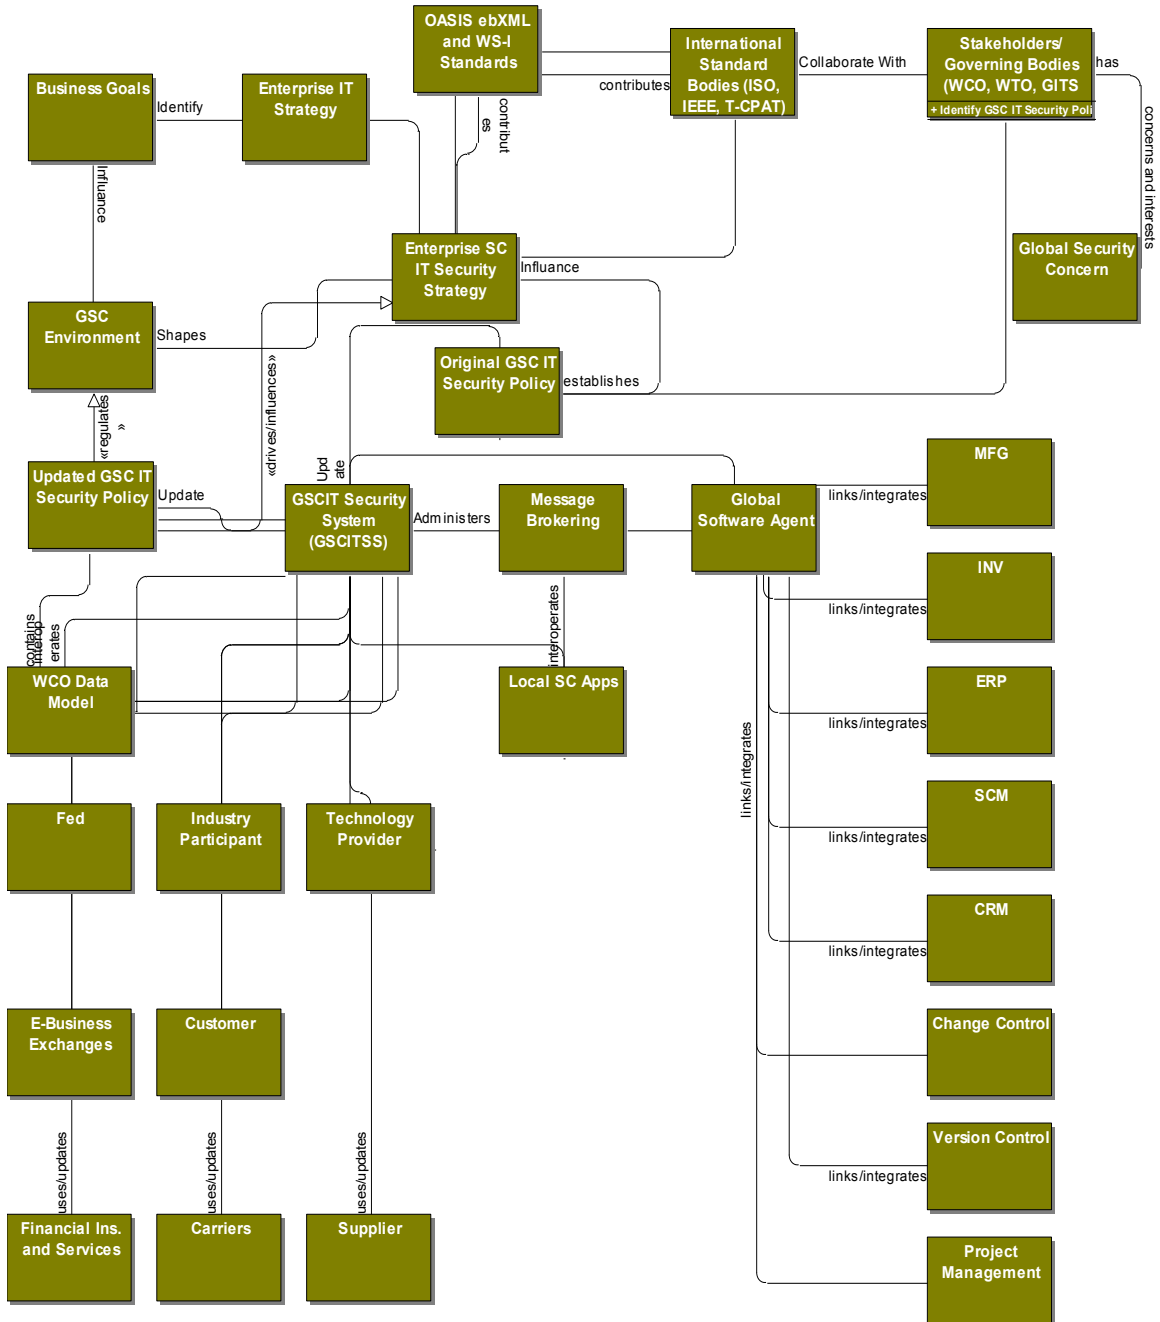 OASIS ebXML
and WS-I
Standards
International
Standard
Bodies (ISO,
IEEE, T-CPAT)
Stakeholders/
Governing Bodies
(WCO, WTO, GITS
+ Identify GSC IT Security Poli
Collaborate With
has
contributes
contribut
es
concerns and interests
Business Goals
Identify
Enterprise IT
Strategy
Influance
Enterprise SC
IT Security
Strategy
Influance
Global Security
Concern
GSC
Environment
Shapes
Original GSC IT
Security Policy
establishes
«drives/influences»
«regulates
»
Upd
ate
Updated GSC IT
Security Policy
Update
GSCIT Security
System
(GSCITSS)
Administers
Message
Brokering
Global
Software Agent
MFG
links/integrates
INV
links/integrates
contains
interop
erates
interoperates
WCO Data
Model
Local SC Apps
ERP
links/integrates
links/integrates
SCM
links/integrates
Fed
Industry
Participant
Technology
Provider
CRM
links/integrates
E-Business
Exchanges
Customer
Change Control
Version Control
links/integrates
uses/updates
uses/updates
uses/updates
Financial Ins.
and Services
Carriers
Supplier
Project
Management